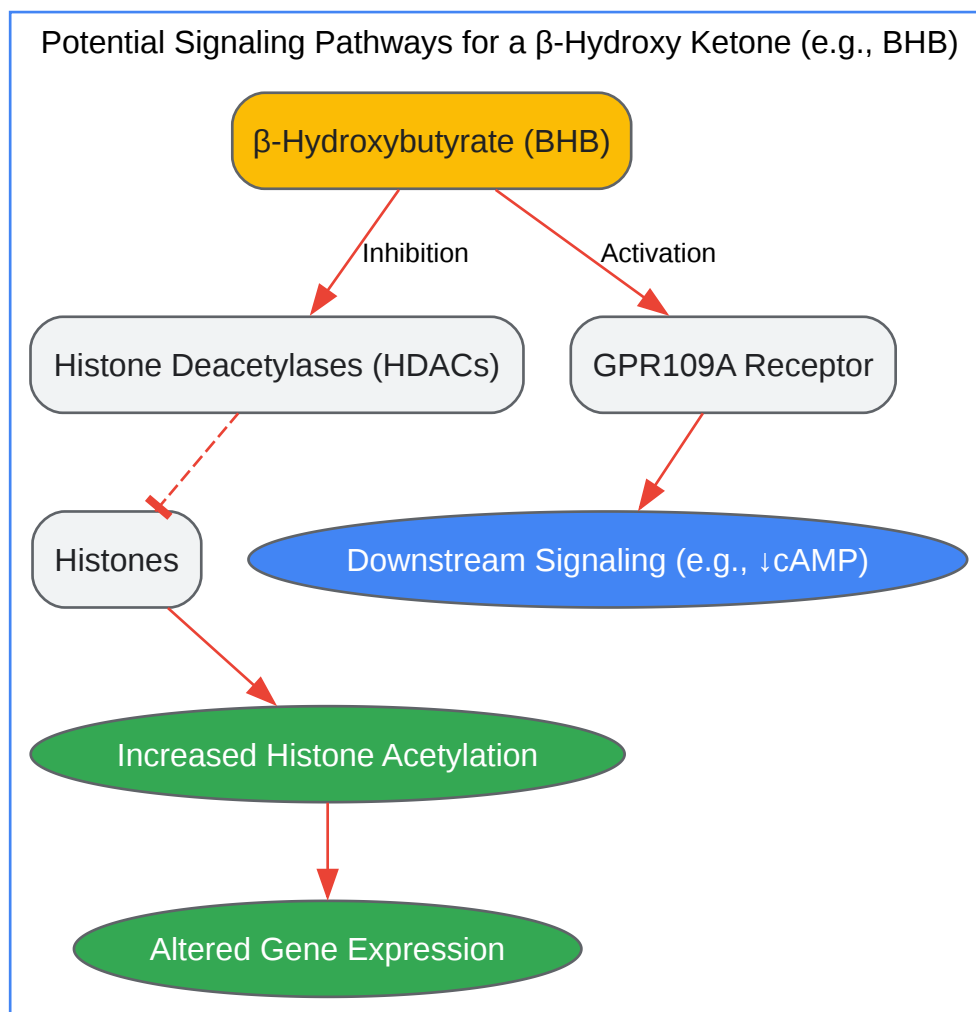 Potential Signaling Pathways for a β-Hydroxy Ketone (e.g., BHB)
β-Hydroxybutyrate (BHB)
Inhibition
Activation
Histone Deacetylases (HDACs)
GPR109A Receptor
Histones
Downstream Signaling (e.g., ↓cAMP)
Increased Histone Acetylation
Altered Gene Expression